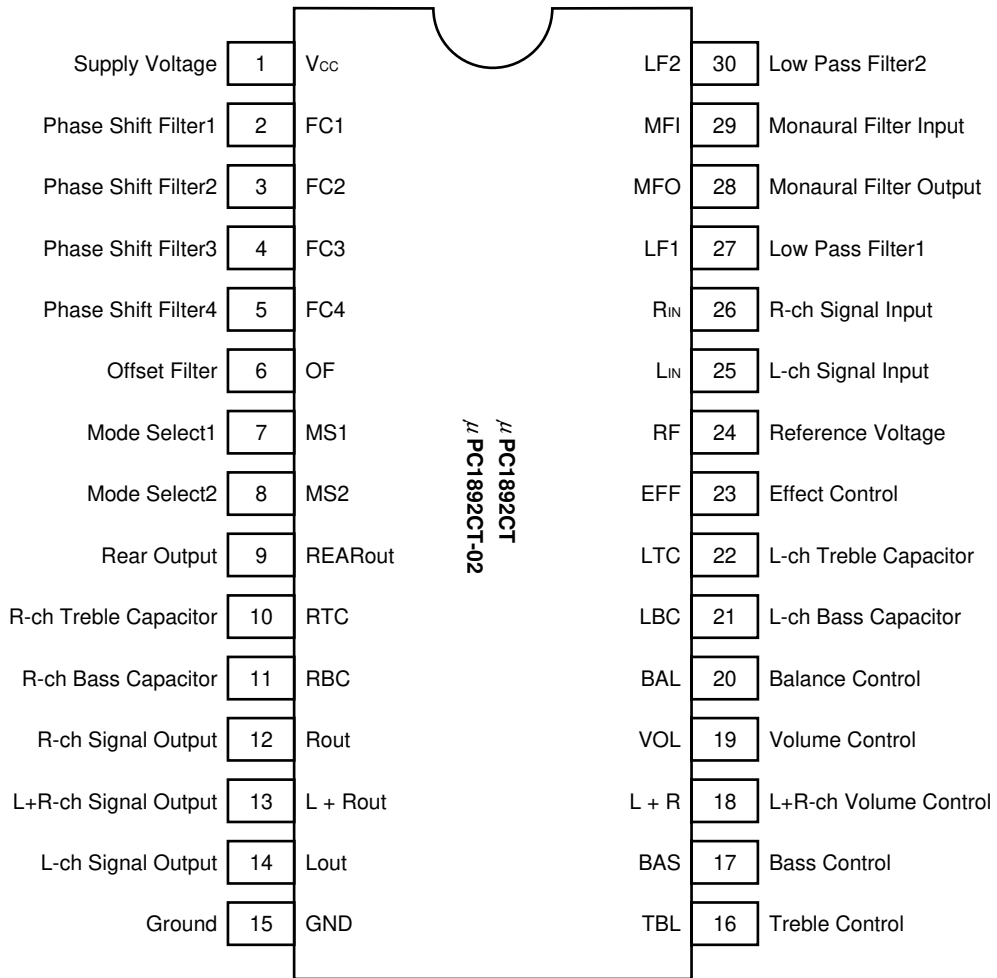 Supply Voltage 1 VCC LF2 30 Low Pass Filter2
Phase Shift Filter1 2 FC1 MFI 29 Monaural Filter Input
Phase Shift Filter2 3 FC2 MFO 28 Monaural Filter Output
Phase Shift Filter3 4 FC3 LF1 27 Low Pass Filter1
Phase Shift Filter4 5 FC4 RIN 26 R-ch Signal Input
Offset Filter 6 OF LIN 25 L-ch Signal Input
Mode Select1 7 MS1 RF 24 Reference Voltage
Mode Select2 8 MS2 EFF 23 Effect Control
Rear Output 9 REARout LTC 22 L-ch Treble Capacitor
R-ch Treble Capacitor 10 RTC LBC 21 L-ch Bass Capacitor
R-ch Bass Capacitor 11 RBC BAL 20 Balance Control
R-ch Signal Output 12 Rout VOL 19 Volume Control
L+R-ch Signal Output 13 L + Rout L + R 18 L+R-ch Volume Control
L-ch Signal Output 14 Lout BAS 17 Bass Control
Ground 15 GND TBL 16 Treble Control
μPC1892CT
μPC1892CT-02